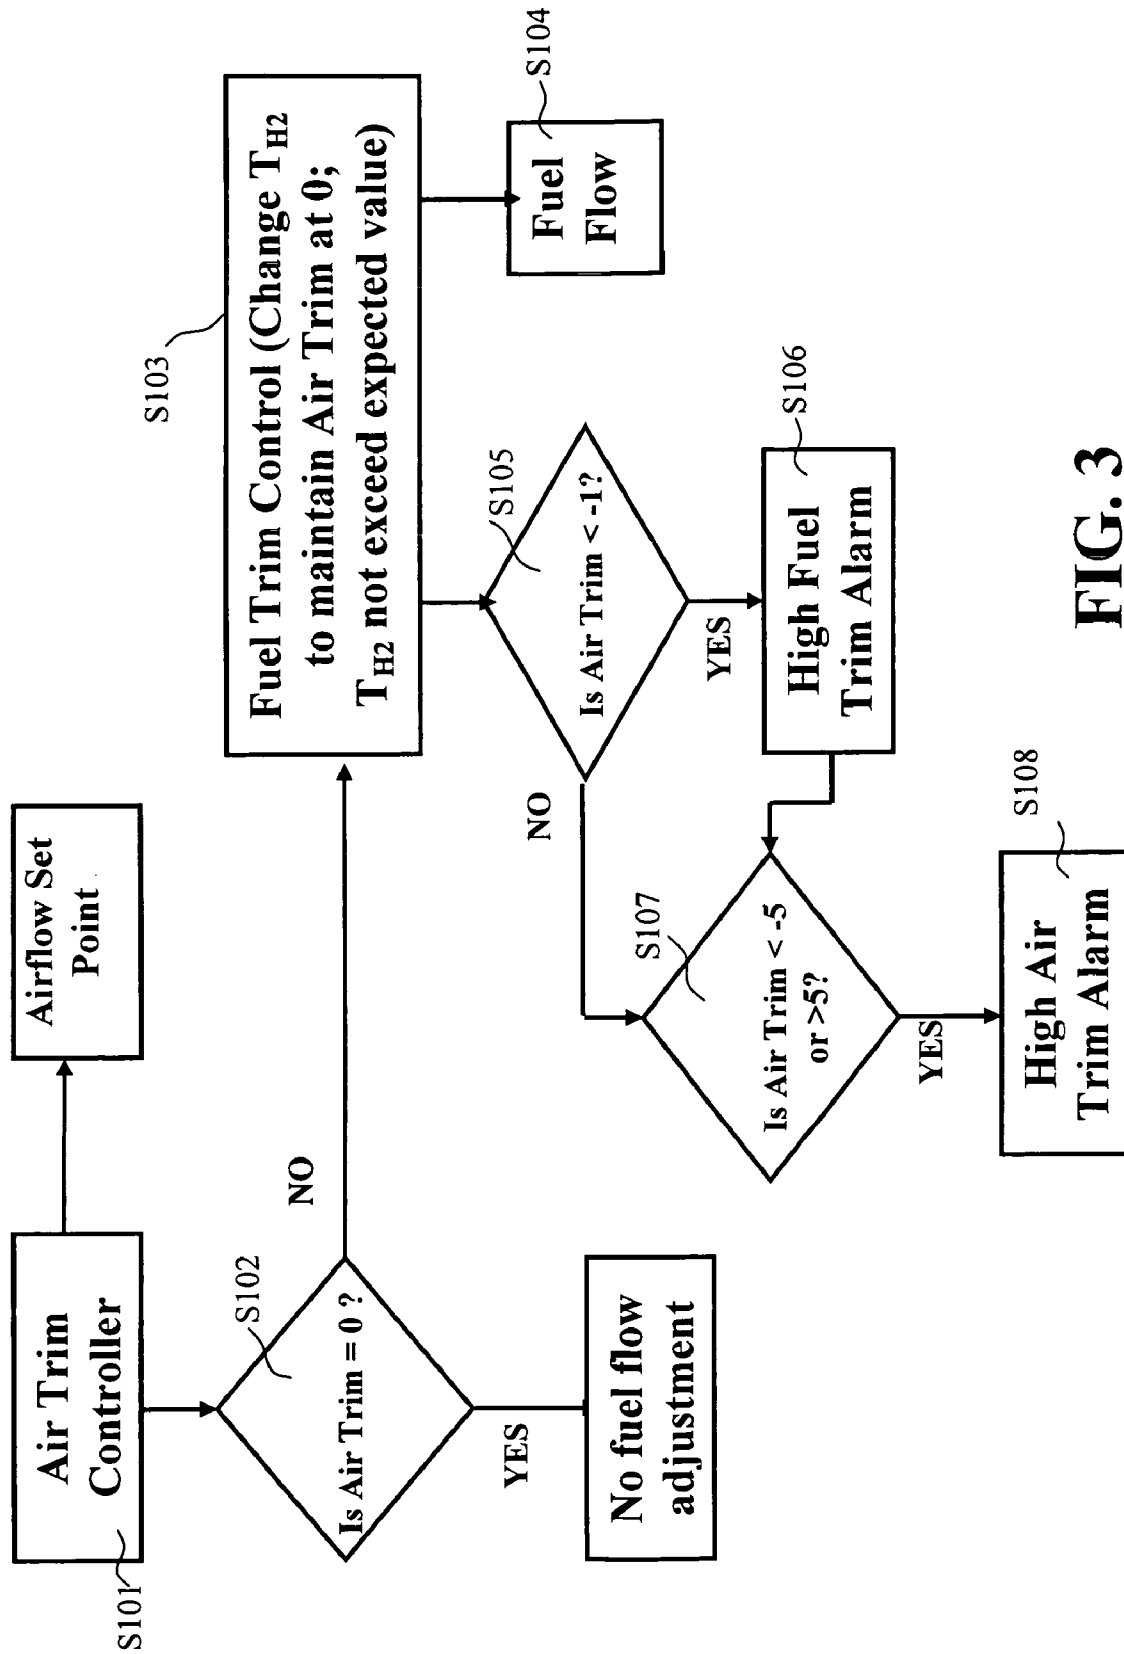 Air Trim
Controller
S101
Airflow Set
Point
S102
Is Air Trim = 0 ?
NO
YES
No fuel flow
adjustment
S103
Fuel Trim Control (Change TH2
to maintain Air Trim at 0;
TH2 not exceed expected value)
S104
Fuel
Flow
S105
Is Air Trim < -1?
NO
YES
S106
High Fuel
Trim Alarm
S107
Is Air Trim < -5
or >5?
YES
S108
High Air
Trim Alarm
FIG. 3